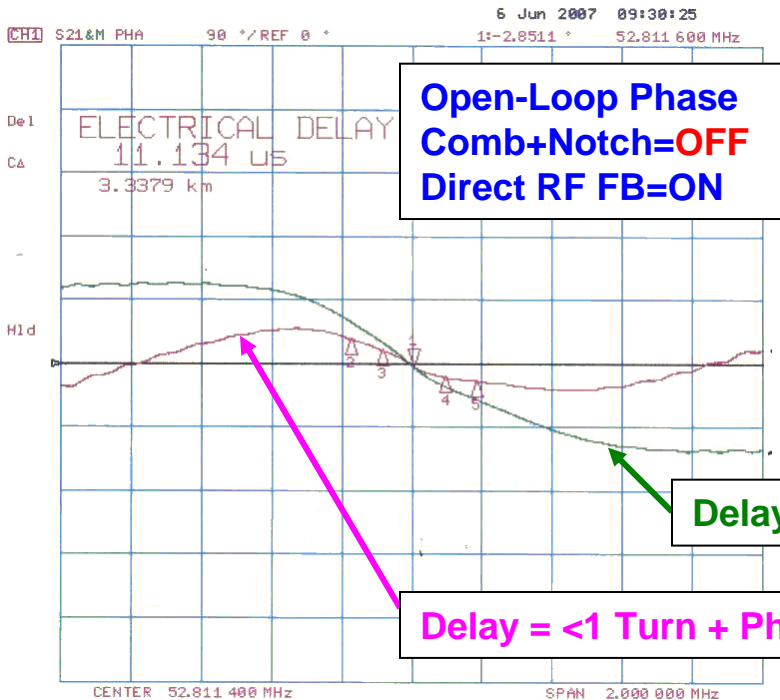 6 Jun 2007 09:30:25
CH1 S21&M PHA 90 °/REF 0 ° 1:-2.8511 ° 52.811 600 MHz
Open-Loop Phase
Comb+Notch=OFF
Direct RF FB=ON
Del
ELECTRICAL DELAY
11.134 us
CΔ
3.3379 km
Hld
1
2
3
4
5
Delay
Delay = <1 Turn + Ph
CENTER 52.811 400 MHz SPAN 2.000 000 MHz